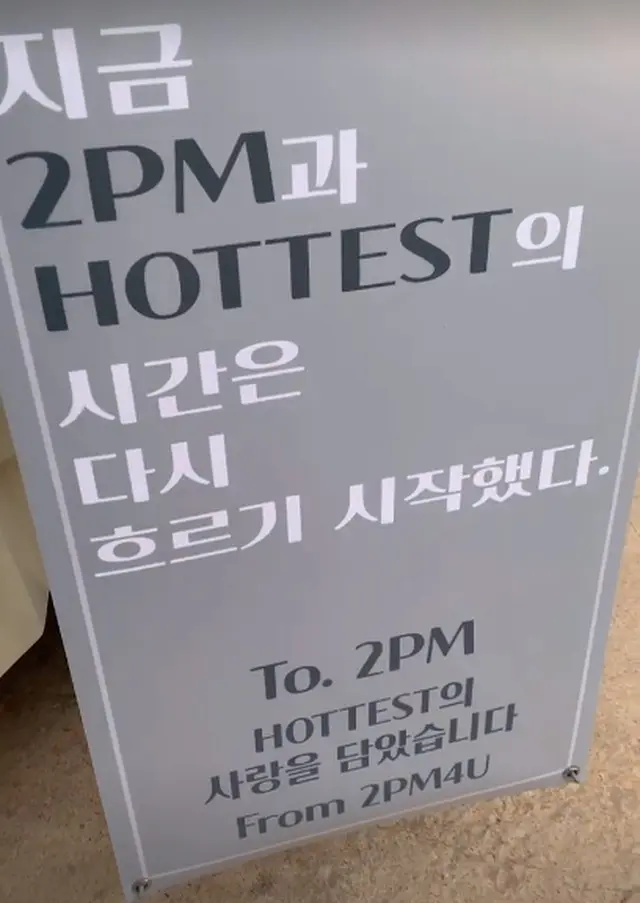 지금
2PM과
HOTTEST의
시간은
다시
흐르기 시작했다.
To. 2PM
HOTTEST의
사랑을 담았습니다
From 2PM4U